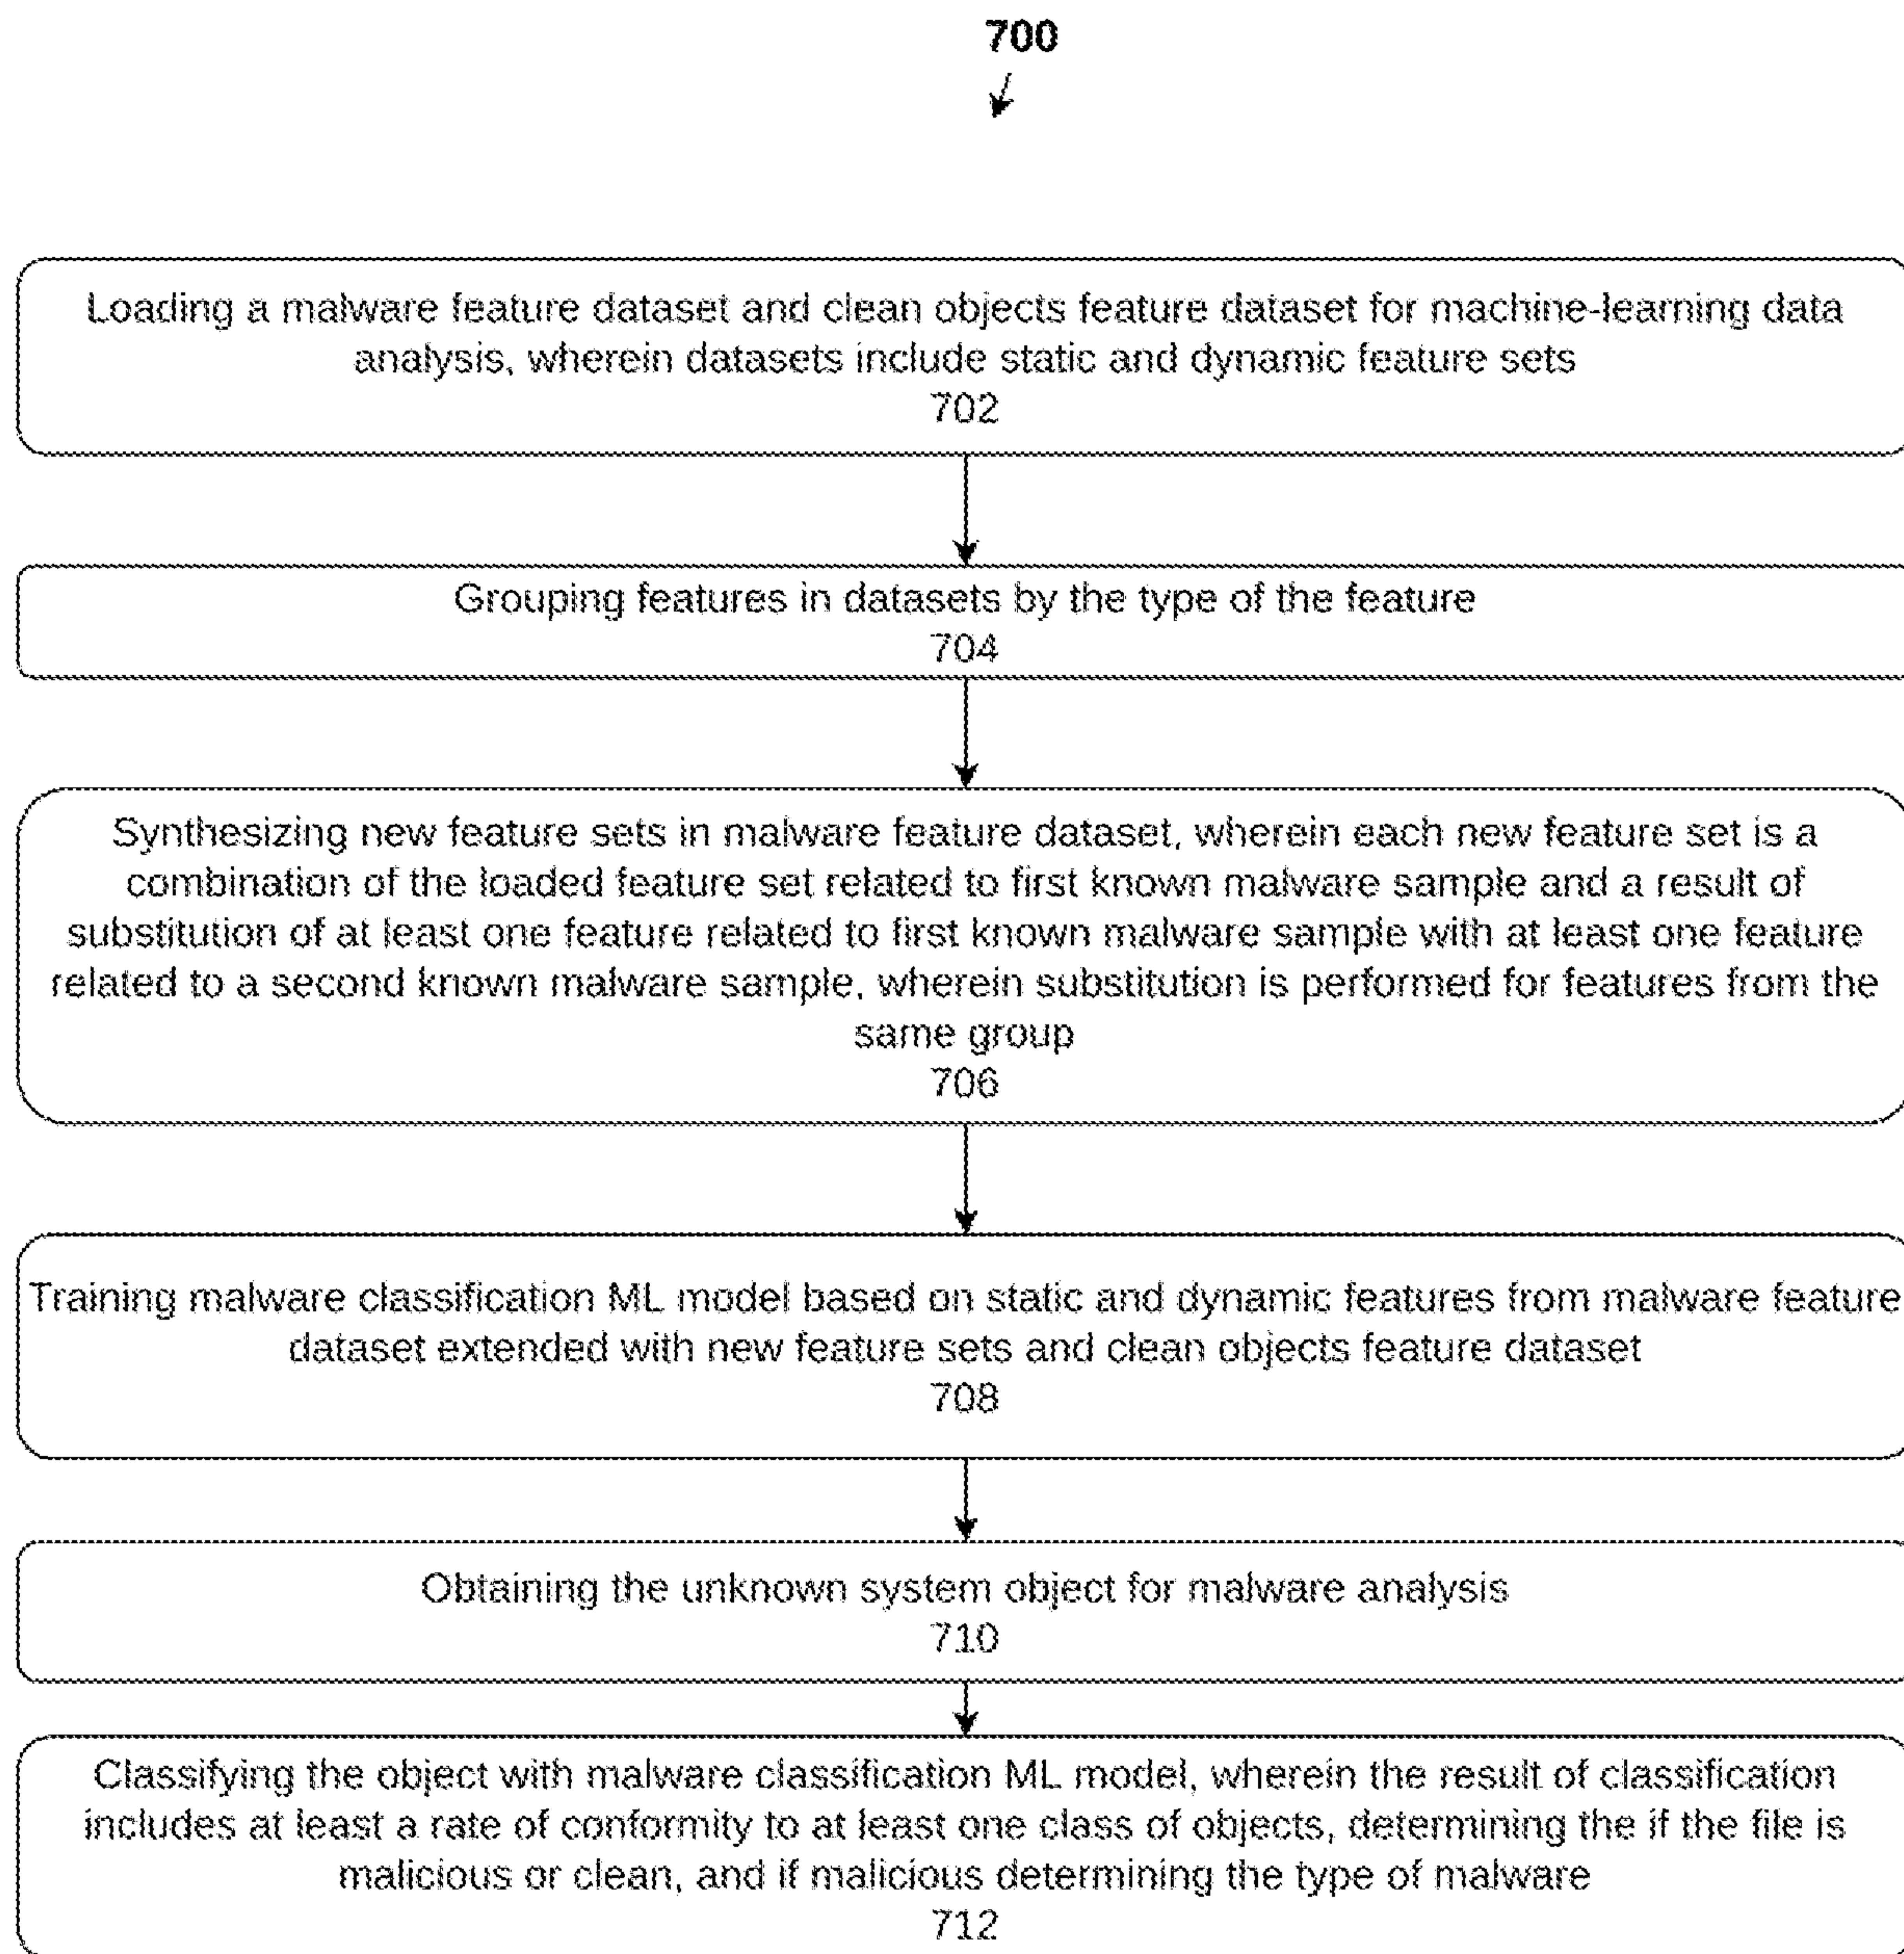 700
Loading a malware feature dataset and clean objects feature dataset for machine-learning data
analysis, wherein datasets include static and dynamic feature sets
702
Grouping features in datasets by the type of the feature
704
Synthesizing new feature sets in malware feature dataset, wherein each new feature set is a
combination of the loaded feature set related to first known malware sample and a result of
substitution of at least one feature related to first known malware sample with at least one feature
related to a second known malware sample, wherein substitution is performed for features from the
same group
706
Training malware classification ML model based on static and dynamic features from malware feature
dataset extended with new feature sets and clean objects feature dataset
708
Obtaining the unknown system object for malware analysis
710
Classifying the object with malware classification ML model, wherein the result of classification
includes at least a rate of conformity to at least one class of objects, determining the if the file is
malicious or clean, and if malicious determining the type of malware
712